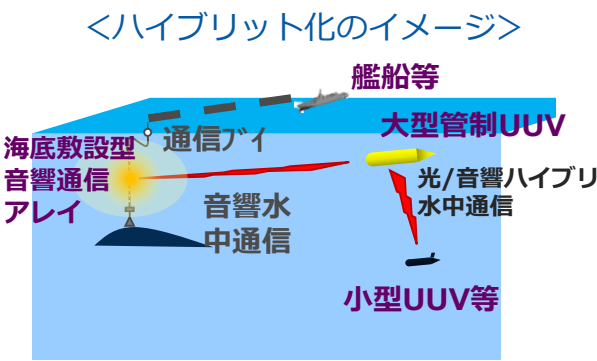 ＜ハイブリット化のイメージ＞
艦船等
通信ﾌﾞｲ
大型管制UUV
海底敷設型
音響通信
アレイ
光/音響ハイブリ
水中通信
音響水
中通信
小型UUV等